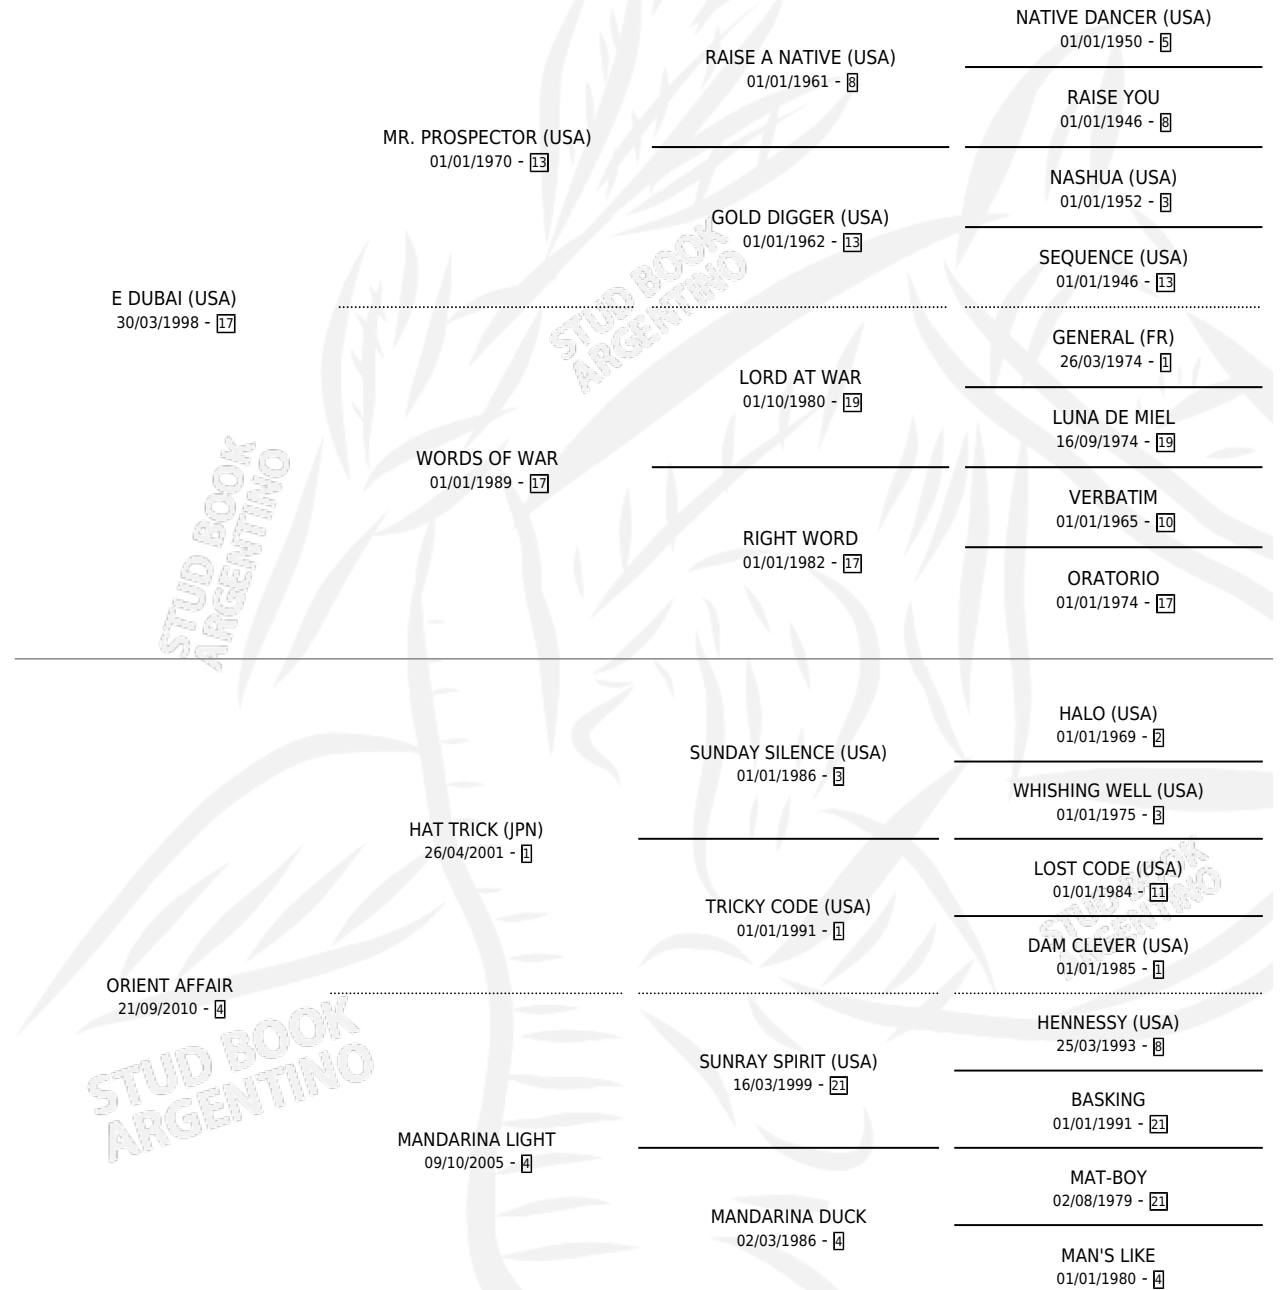 NATIVE DANCER (USA)
01/01/1950 - 5
RAISE A NATIVE (USA)
01/01/1961 - 8
RAISE YOU
01/01/1946 - 8
MR. PROSPECTOR (USA)
01/01/1970 - 13
NASHUA (USA)
01/01/1952 - 3
GOLD DIGGER (USA)
01/01/1962 - 13
SEQUENCE (USA)
01/01/1946 - 13
E DUBAI (USA)
30/03/1998 - 17
STUD BOOK
ARGENTINO
GENERAL (FR)
26/03/1974 - 1
LORD AT WAR
01/10/1980 - 19
LUNA DE MIEL
16/09/1974 - 19
WORDS OF WAR
01/01/1989 - 17
VERBATIM
01/01/1965 - 10
RIGHT WORD
01/01/1982 - 17
ORATORIO
01/01/1974 - 17
STUD BOOK
ARGENTINO
HALO (USA)
01/01/1969 - 2
SUNDAY SILENCE (USA)
01/01/1986 - 3
WHISHING WELL (USA)
01/01/1975 - 3
HAT TRICK (JPN)
26/04/2001 - 1
LOST CODE (USA)
01/01/1984 - 11
TRICKY CODE (USA)
01/01/1991 - 1
STUD BOOK
ARGENTINO
DAM CLEVER (USA)
01/01/1985 - 1
ORIENT AFFAIR
21/09/2010 - 4
STUD BOOK
ARGENTINO
HENNESSY (USA)
25/03/1993 - 8
SUNRAY SPIRIT (USA)
16/03/1999 - 21
BASKING
01/01/1991 - 21
MANDARINA LIGHT
09/10/2005 - 4
MAT-BOY
02/08/1979 - 21
MANDARINA DUCK
02/03/1986 - 4
MAN'S LIKE
01/01/1980 - 4